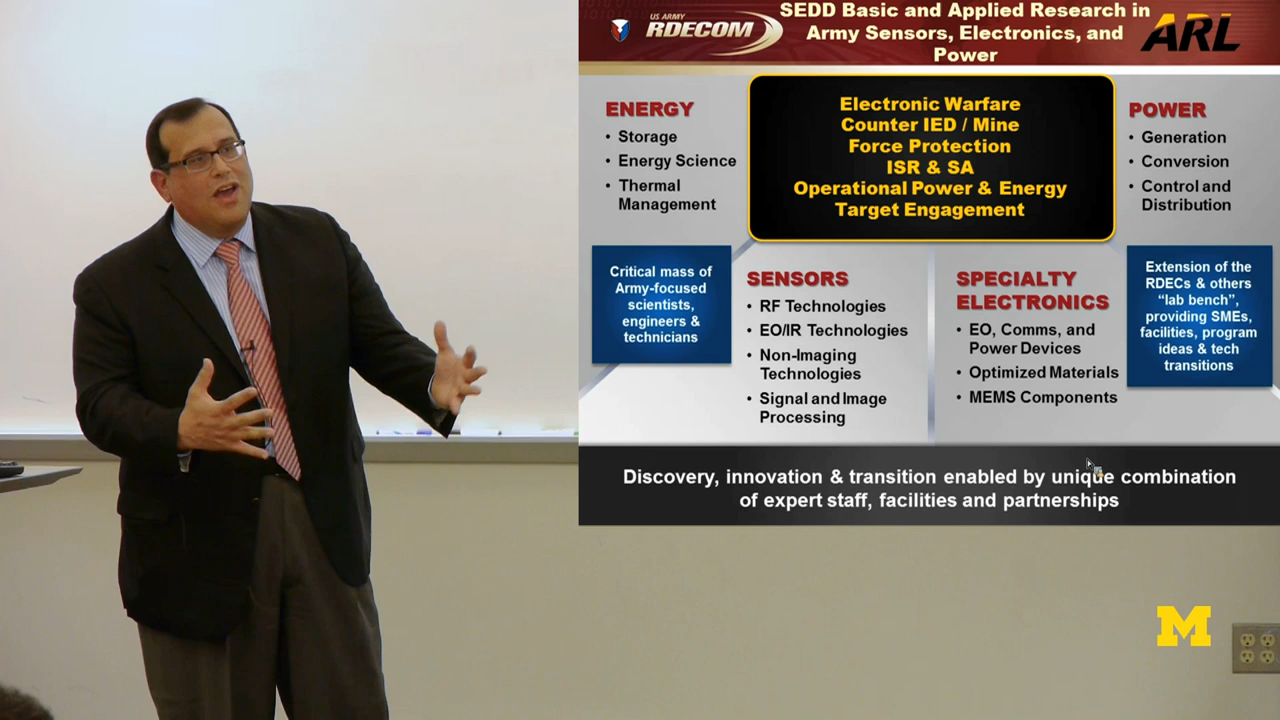 US ARMY
RDECOM
SEDD Basic and Applied Research in
Army Sensors, Electronics, and
Power
ARL
ENERGY
• Storage
• Energy Science
• Thermal
Management
Electronic Warfare
Counter IED / Mine
Force Protection
ISR & SA
Operational Power & Energy
Target Engagement
POWER
• Generation
• Conversion
• Control and
Distribution
Critical mass of
Army-focused
scientists,
engineers &
technicians
SENSORS
• RF Technologies
• EO/IR Technologies
• Non-Imaging
Technologies
• Signal and Image
Processing
SPECIALTY
ELECTRONICS
• EO, Comms, and
Power Devices
• Optimized Materials
• MEMS Components
Extension of the
RDECs & others
“lab bench”,
providing SMEs,
facilities, program
ideas & tech
transitions
Discovery, innovation & transition enabled by unique combination
of expert staff, facilities and partnerships
M